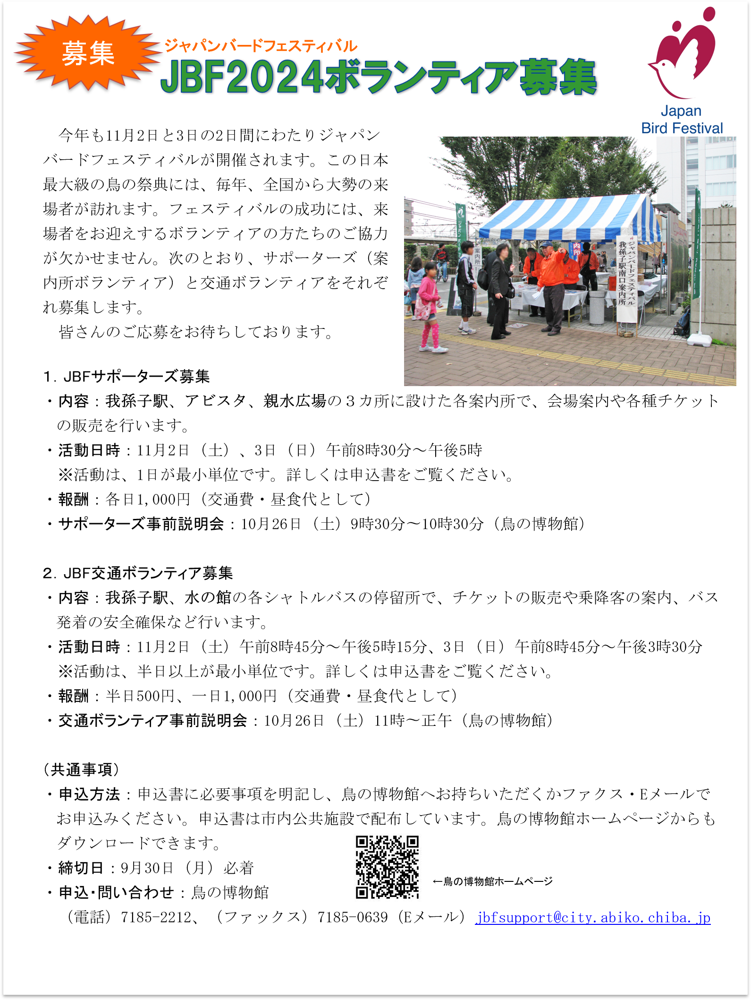 募集
ジャパンバードフェスティバル
JBF2024ボランティア募集
Japan
Bird Festival
今年も11月2日と3日の2日間にわたりジャパン
バードフェスティバルが開催されます。この日本
最大級の鳥の祭典には、毎年、全国から大勢の来
場者が訪れます。フェスティバルの成功には、来
場者をお迎えするボランティアの方たちのご協力
が欠かせません。次のとおり、サポーターズ（案
内所ボランティア）と交通ボランティアをそれぞ
れ募集します。
皆さんのご応募をお待ちしております。
案内所
内所
ジャパンバードフェスティバル
我孫子駅南口案内所
1．JBFサポーターズ募集
・内容：我孫子駅、アビスタ、親水広場の３カ所に設けた各案内所で、会場案内や各種チケット
の販売を行います。
・活動日時：11月2日（土）、3日（日）午前8時30分～午後5時
※活動は、1日が最小単位です。詳しくは申込書をご覧ください。
・報酬：各日1,000円（交通費・昼食代として）
・サポーターズ事前説明会：10月26日（土）9時30分～10時30分（鳥の博物館）
2．JBF交通ボランティア募集
・内容：我孫子駅、水の館の各シャトルバスの停留所で、チケットの販売や乗降客の案内、バス
発着の安全確保など行います。
・活動日時：11月2日（土）午前8時45分～午後5時15分、3日（日）午前8時45分～午後3時30分
※活動は、半日以上が最小単位です。詳しくは申込書をご覧ください。
・報酬：半日500円、一日1,000円（交通費・昼食代として）
・交通ボランティア事前説明会：10月26日（土）11時～正午（鳥の博物館）
（共通事項）
・申込方法：申込書に必要事項を明記し、鳥の博物館へお持ちいただくかファクス・Eメールで
お申込みください。申込書は市内公共施設で配布しています。鳥の博物館ホームページからも
ダウンロードできます。
・締切日：9月30日（月）必着
←鳥の博物館ホームページ
・申込・問い合わせ：鳥の博物館
（電話）7185-2212、（ファックス）7185-0639（Eメール）jbfsupport@city.abiko.chiba.jp